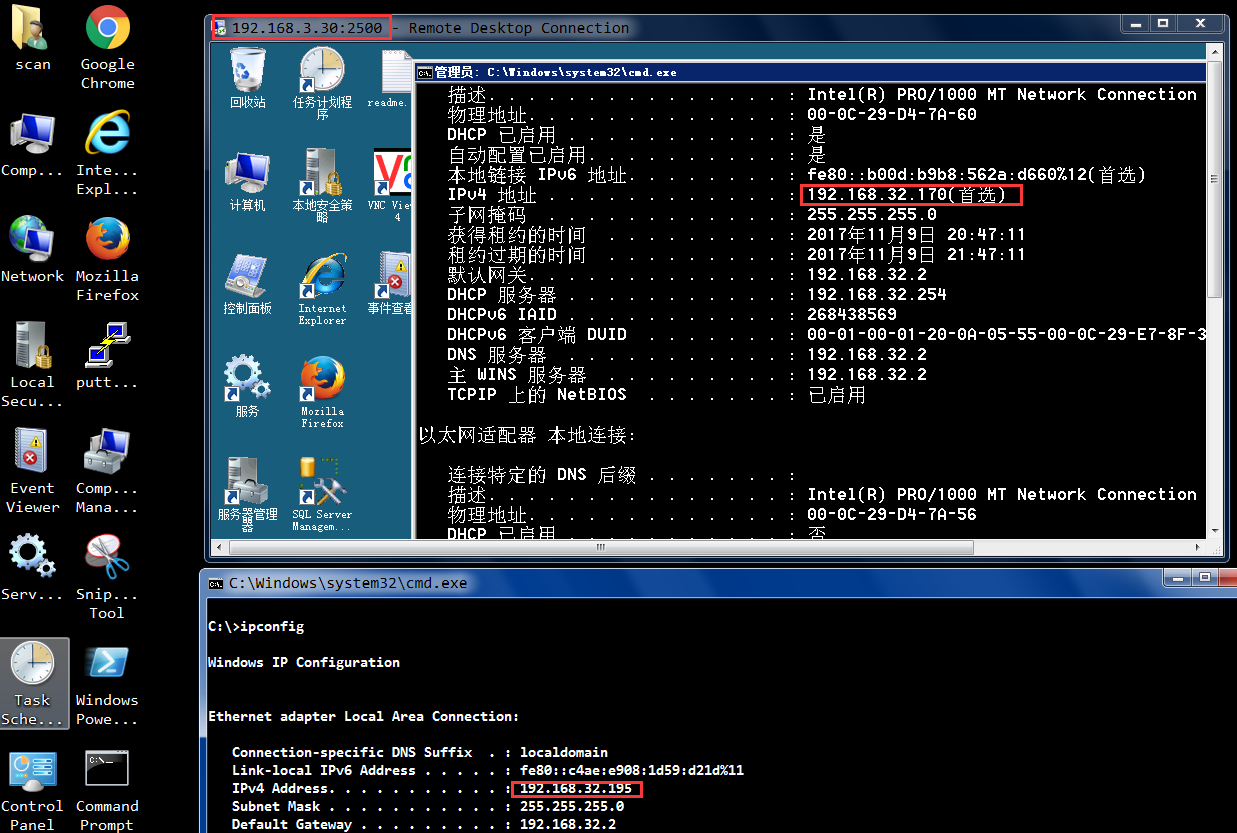 scan
Google
Chrome
Comp...
Inte...
Expl...
Network
Mozilla
Firefox
Local
Secu...
putt...
Event
Viewer
Comp...
Mana...
Serv...
Snip...
Tool
Task
Sche...
Windows
Powe...
Control
Panel
Command
Prompt
192.168.3.30:2500 - Remote Desktop Connection
回收站
任务计划程
序
readme.
计算机
本地安全策
略
VNC Vie
4
控制面板
Internet
Explorer
事件查看
服务
Mozilla
Firefox
服务器管理
器
SQL Server
Managem...
管理员: C:\Windows\system32\cmd.exe
描述. . . . . . . . . . . . . . . : Intel(R) PRO/1000 MT Network Connection
物理地址. . . . . . . . . . . . . : 00-0C-29-D4-7A-60
DHCP 已启用 . . . . . . . . . . . : 是
自动配置已启用. . . . . . . . . . : 是
本地链接 IPv6 地址. . . . . . . . : fe80::b00d:b9b8:562a:d660%12(首选)
IPv4 地址 . . . . . . . . . . . . : 192.168.32.170(首选)
子网掩码 . . . . . . . . . . . . : 255.255.255.0
获得租约的时间 . . . . . . . . . : 2017年11月9日 20:47:11
租约过期的时间 . . . . . . . . . : 2017年11月9日 21:47:11
默认网关. . . . . . . . . . . . . : 192.168.32.2
DHCP 服务器 . . . . . . . . . . . : 192.168.32.254
DHCPv6 IAID . . . . . . . . . . . : 268438569
DHCPv6 客户端 DUID . . . . . . . : 00-01-00-01-20-0A-05-55-00-0C-29-E7-8F-3
DNS 服务器 . . . . . . . . . . . : 192.168.32.2
主 WINS 服务器 . . . . . . . . . : 192.168.32.2
TCPIP 上的 NetBIOS . . . . . . . : 已启用
以太网适配器 本地连接:
连接特定的 DNS 后缀 . . . . . . . :
描述. . . . . . . . . . . . . . . : Intel(R) PRO/1000 MT Network Connection
物理地址. . . . . . . . . . . . . : 00-0C-29-D4-7A-56
DHCP 已启用 . . . . . . . . . . . : 否
C:\Windows\system32\cmd.exe
C:\>ipconfig
Windows IP Configuration
Ethernet adapter Local Area Connection:
Connection-specific DNS Suffix . : localdomain
Link-local IPv6 Address . . . . . : fe80::c4ae:e908:1d59:d21d%11
IPv4 Address. . . . . . . . . . . : 192.168.32.195
Subnet Mask . . . . . . . . . . . : 255.255.255.0
Default Gateway . . . . . . . . . : 192.168.32.2